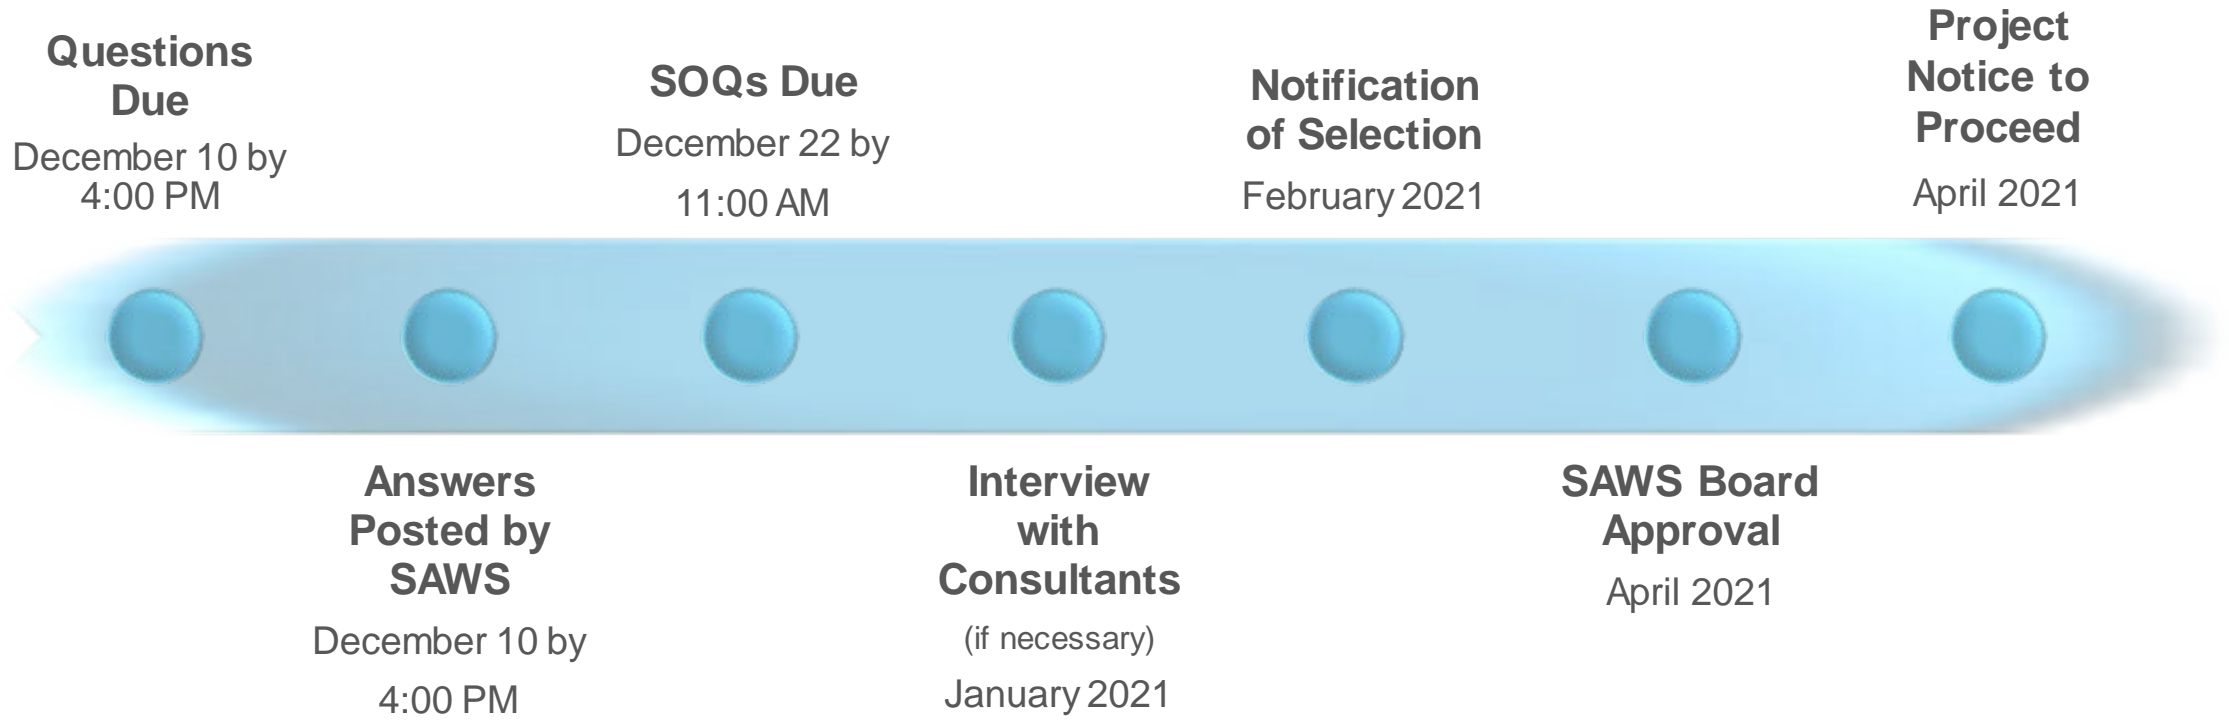 Questions
Due
December 10 by
4:00 PM
Answers
Posted by
SAWS
December 10 by
4:00 PM
SOQs Due
December 22 by
11:00 AM
Interview
with
Consultants
(if necessary)
January 2021
Notification
of Selection
February 2021
SAWS Board
Approval
April 2021
Project
Notice to
Proceed
April 2021